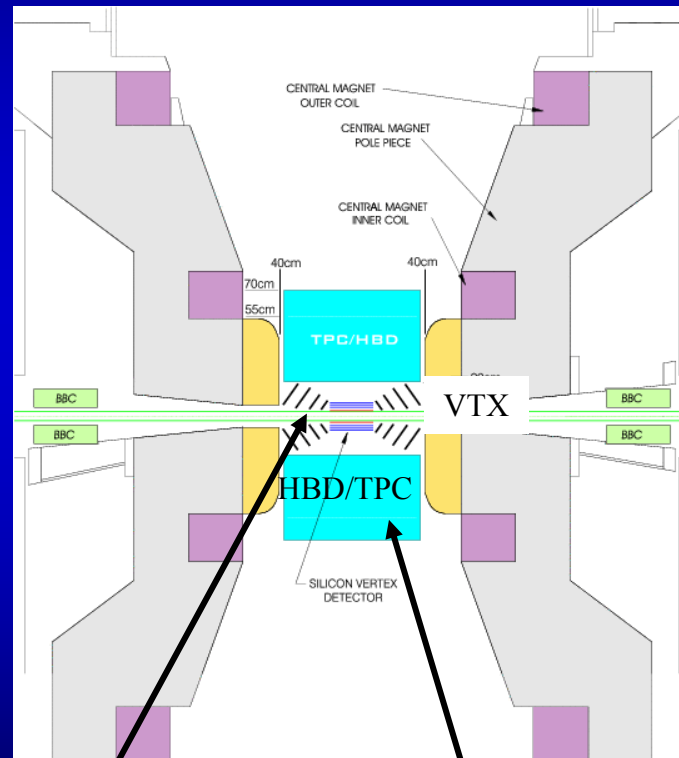 CENTRAL MAGNET
OUTER COIL
CENTRAL MAGNET
POLE PIECE
CENTRAL MAGNET
INNER COIL
40cm
40cm
70cm
55cm
TPC/HBD
BBC
BBC
VTX
BBC
BBC
HBD/TPC
SILICON VERTEX
DETECTOR